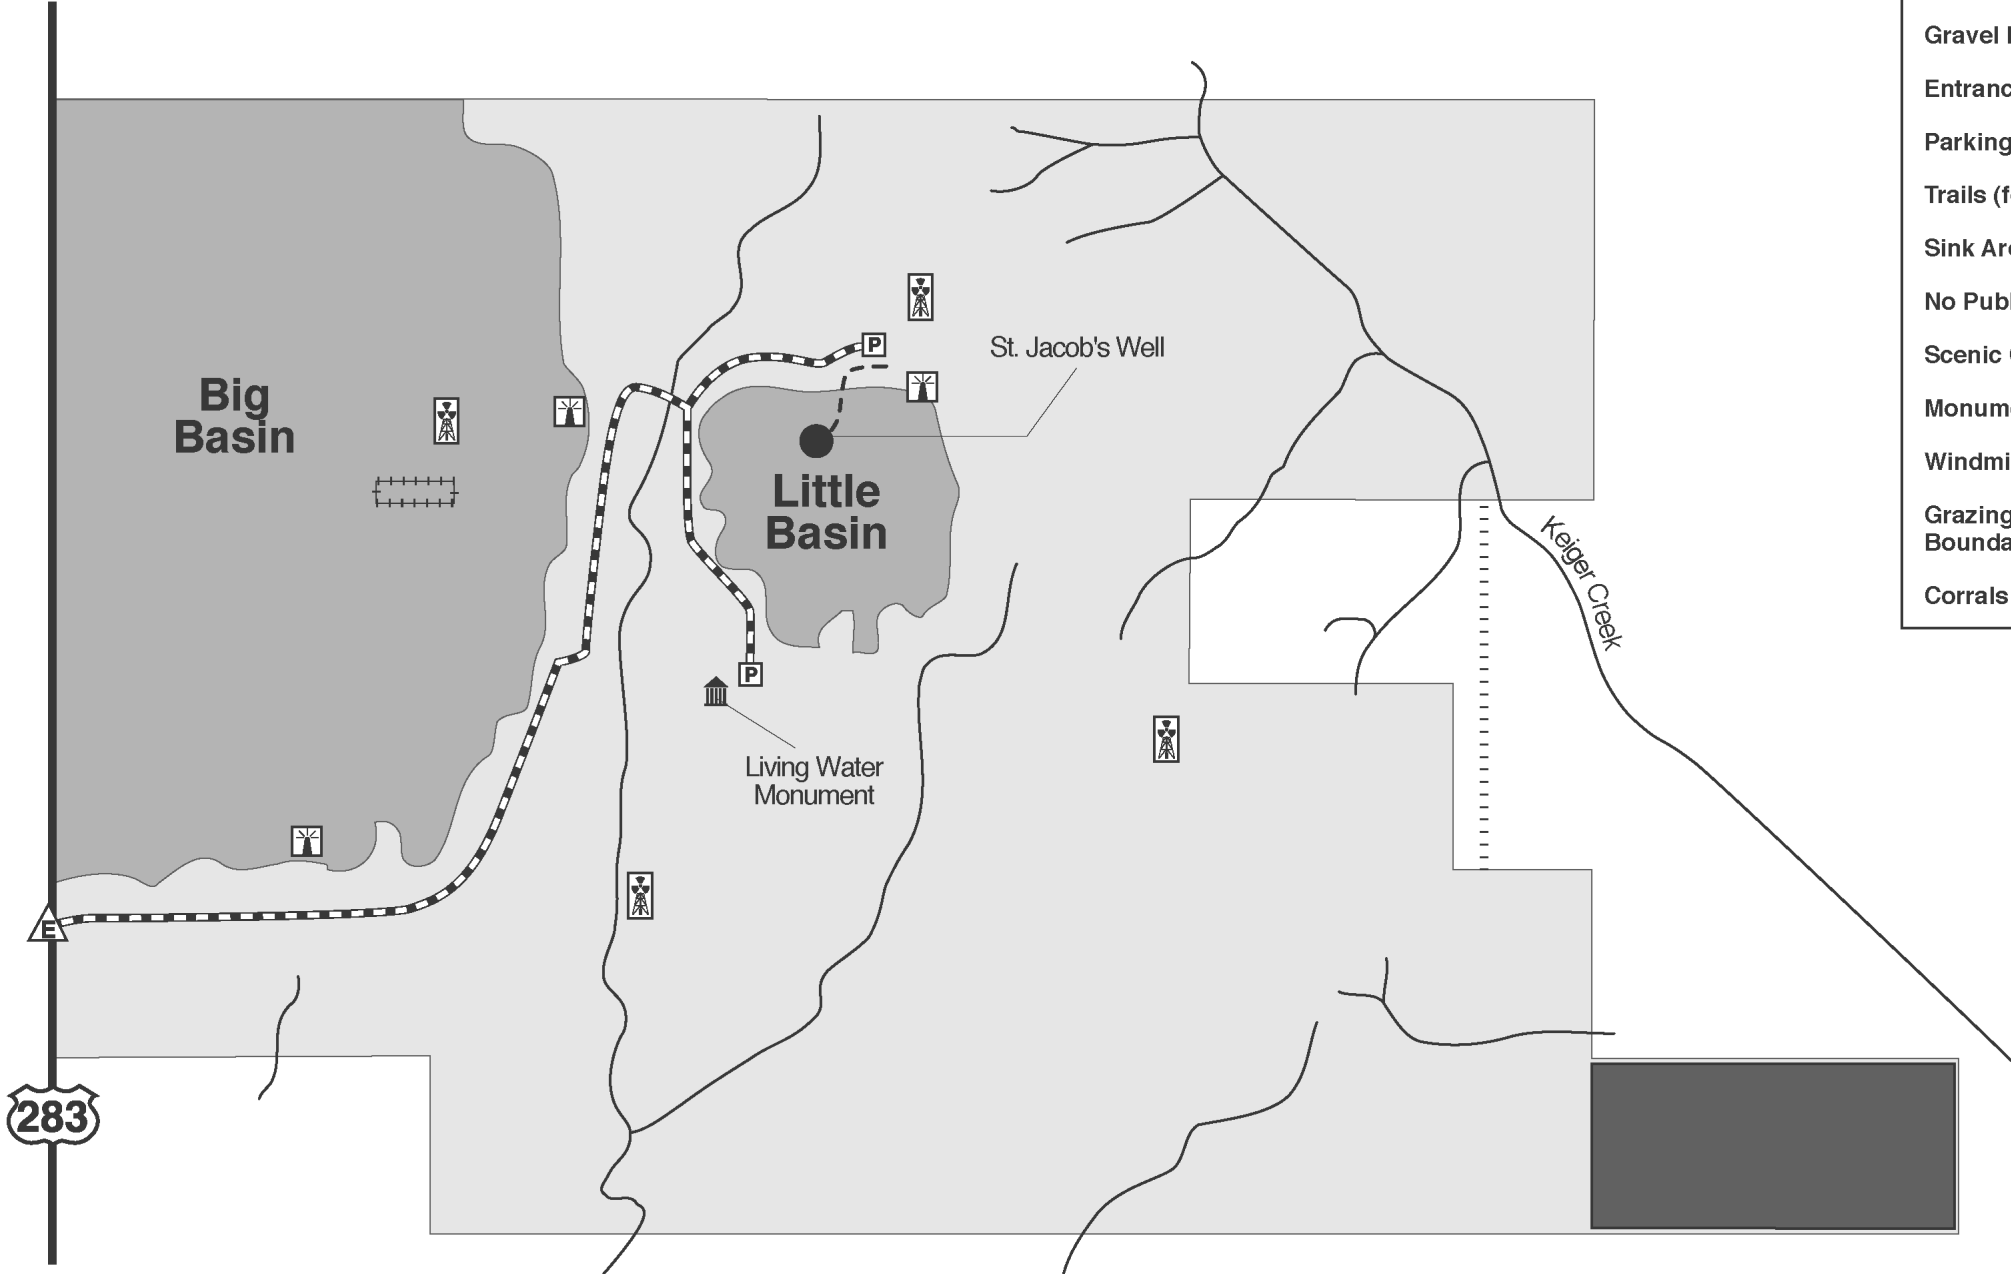 Gravel
Entranc
Parking
Trails (f
Sink Are
No Publ
Scenic
Monum
Windmi
Grazing
Bounda
Corrals
P
St. Jacob's Well
Big
Basin
Little
Basin
Keiger Creek
P
Living Water
Monument
E
283